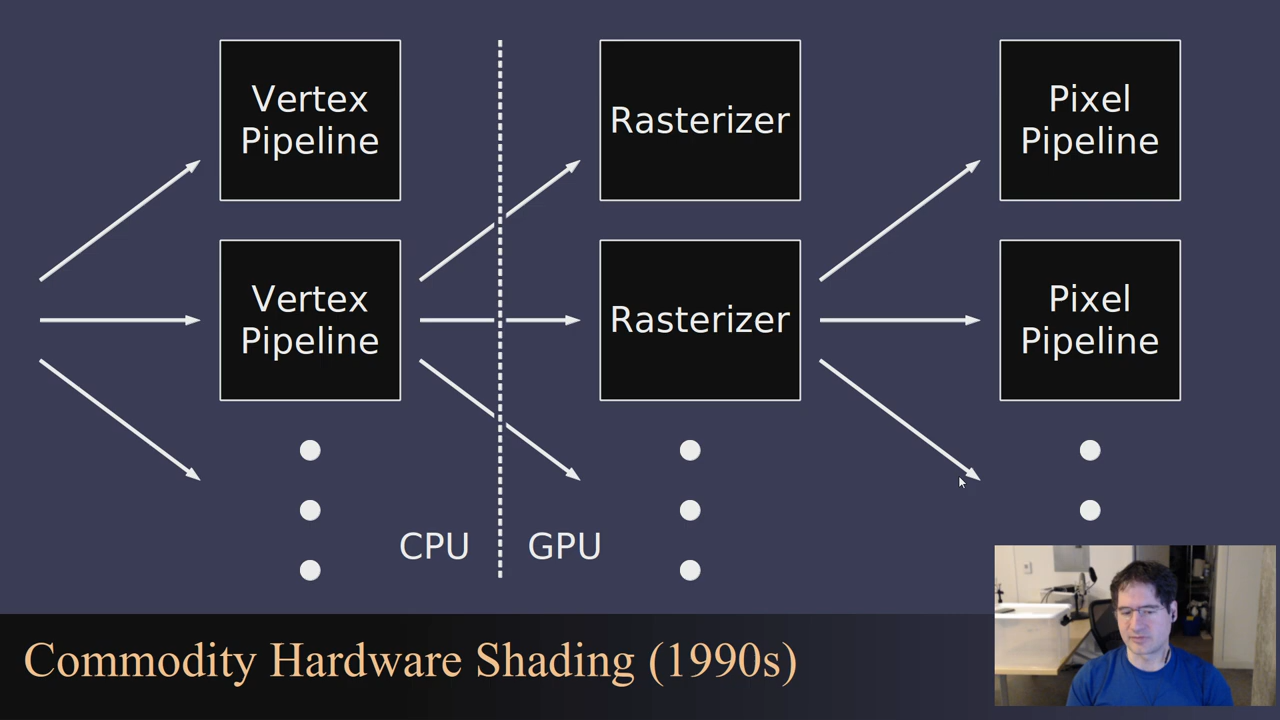 Vertex
Pipeline
Rasterizer
Pixel
Pipeline
Vertex
Pipeline
Rasterizer
Pixel
Pipeline
CPU
GPU
Commodity Hardware Shading (1990s)